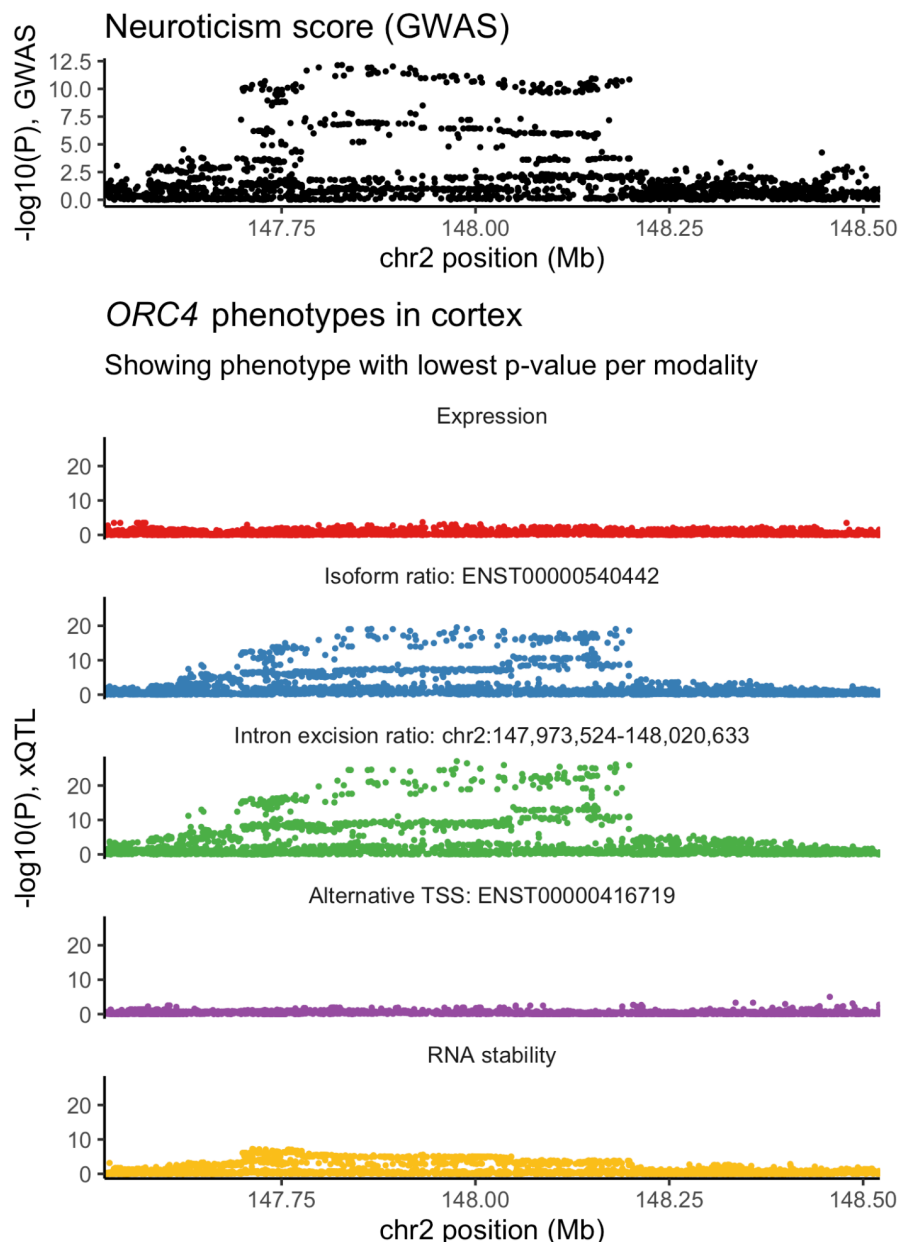 Neuroticism score (GWAS)
-log10(P), GWAS
12.5
10.0
7.5
5.0
2.5
0.0
147.75 148.00 148.25 148.50
chr2 position (Mb)
ORC4 phenotypes in cortex
Showing phenotype with lowest p-value per modality
-log10(P), xQTL
Expression
20
10
0
Isoform ratio: ENST00000540442
20
10
0
Intron excision ratio: chr2:147,973,524-148,020,633
20
10
0
Alternative TSS: ENST00000416719
20
10
0
RNA stability
20
10
0
147.75 148.00 148.25 148.50
chr2 position (Mb)